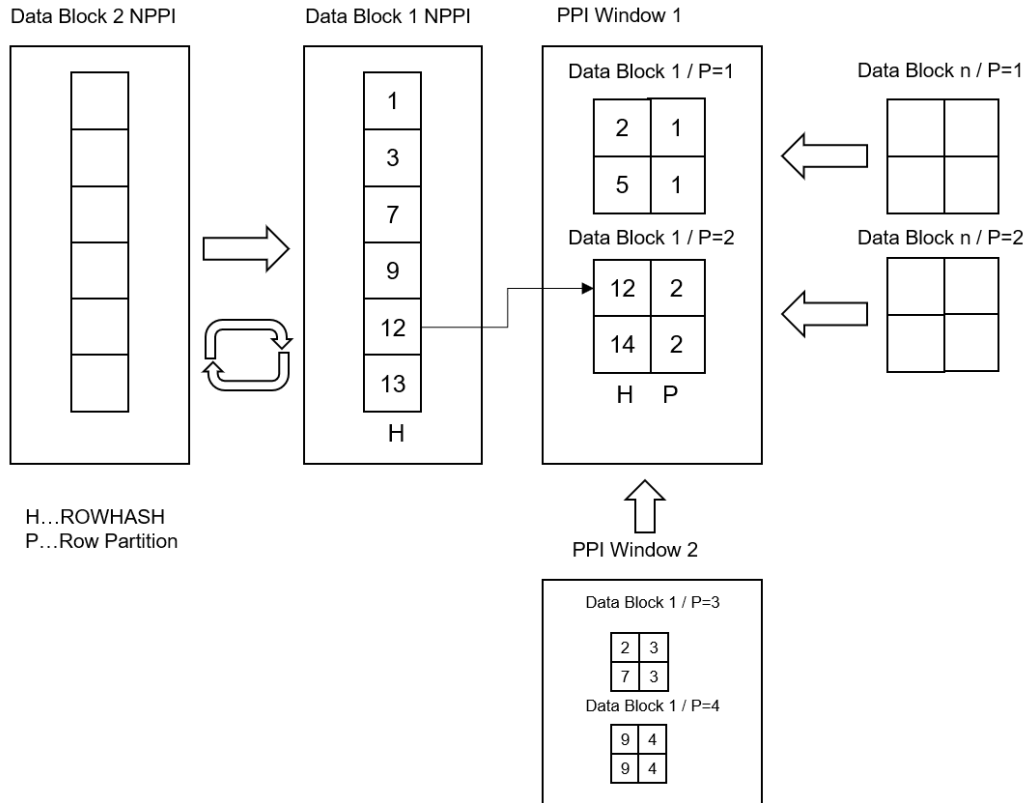 Data Block 2 NPPI
Data Block 1 NPPI
PPI Window 1
1
3
7
9
12
13
H
Data Block 1 / P=1
2 1
5 1
Data Block 1 / P=2
12 2
14 2
H P
Data Block n / P=1
Data Block n / P=2
H...ROWHASH
P...Row Partition
PPI Window 2
Data Block 1 / P=3
2 3
7 3
Data Block 1 / P=4
9 4
9 4